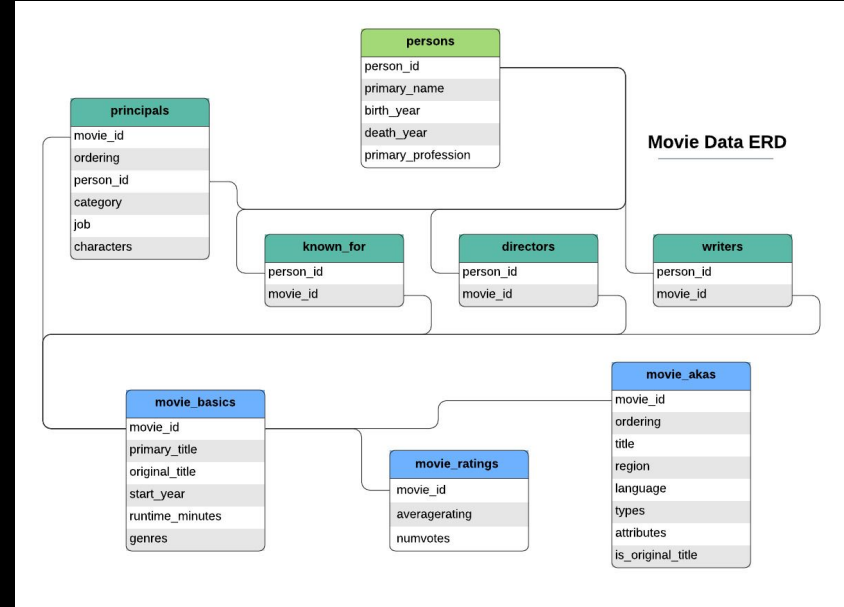 persons
person_id
primary_name
birth_year
death_year
primary_profession
principals
movie_id
ordering
person_id
category
job
characters
Movie Data ERD
known_for
person_id
movie_id
directors
person_id
movie_id
writers
person_id
movie_id
movie_basics
movie_id
primary_title
original_title
start_year
runtime_minutes
genres
movie_ratings
movie_id
averagerating
numvotes
movie_akas
movie_id
ordering
title
region
language
types
attributes
is_original_title